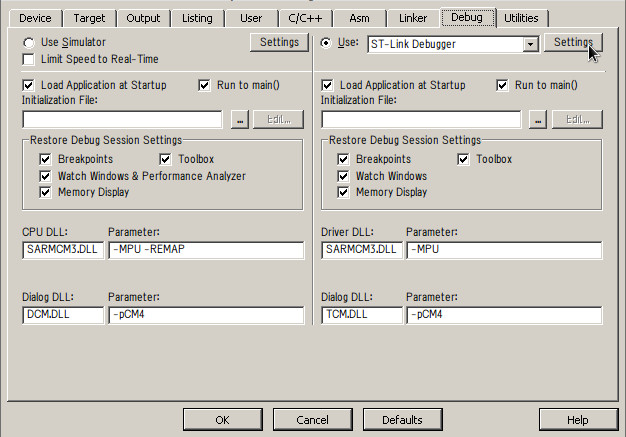 Device Target Output Listing User C/C++ Asm Linker Debug Utilities
Use Simulator Settings
Limit Speed to Real-Time
Use: ST-Link Debugger Settings
Load Application at Startup Run to main()
Initialization File:
... Edit...
Restore Debug Session Settings
Breakpoints Toolbox
Watch Windows & Performance Analyzer
Memory Display
Load Application at Startup Run to main()
Initialization File:
... Edit...
Restore Debug Session Settings
Breakpoints Toolbox
Watch Windows
Memory Display
CPU DLL: Parameter:
SARMCM3.DLL -MPU -REMAP
Driver DLL: Parameter:
SARMCM3.DLL -MPU
Dialog DLL: Parameter:
DCM.DLL -pCM4
Dialog DLL: Parameter:
TCM.DLL -pCM4
OK Cancel Defaults Help